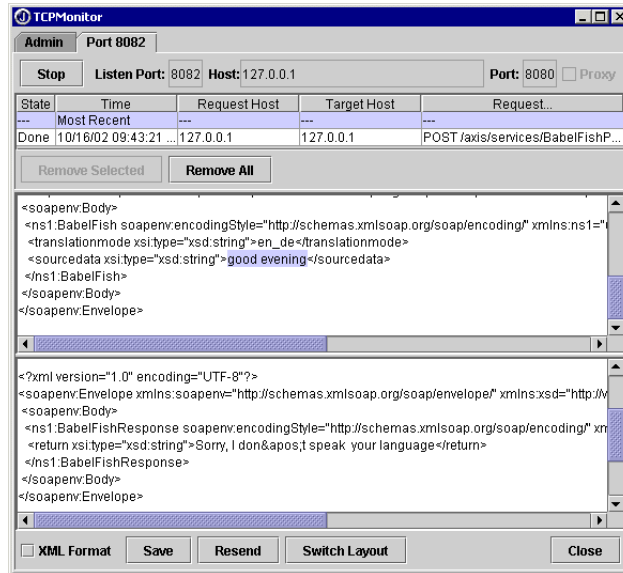 TCPMonitor
Admin Port 8082
Stop Listen Port: 8082 Host: 127.0.0.1 Port: 8080 Proxy
State Time Request Host Target Host Request...
--- Most Recent --- --- ---
Done 10/16/02 09:43:21 ... 127.0.0.1 127.0.0.1 POST /axis/services/BabelFishP...
Remove Selected Remove All
<soapenv:Body>
<ns1:BabelFish soapenv:encodingStyle="http://schemas.xmlsoap.org/soap/encoding/" xmlns:ns1="
<translationmode xsi:type="xsd:string">en_de</translationmode>
<sourcedata xsi:type="xsd:string">good evening</sourcedata>
</ns1:BabelFish>
</soapenv:Body>
</soapenv:Envelope>
<?xml version="1.0" encoding="UTF-8"?>
<soapenv:Envelope xmlns:soapenv="http://schemas.xmlsoap.org/soap/envelope/" xmlns:xsd="http://
<soapenv:Body>
<ns1:BabelFishResponse soapenv:encodingStyle="http://schemas.xmlsoap.org/soap/encoding/" xm
<return xsi:type="xsd:string">Sorry, I don&apos;t speak your language</return>
</ns1:BabelFishResponse>
</soapenv:Body>
</soapenv:Envelope>
XML Format Save Resend Switch Layout Close